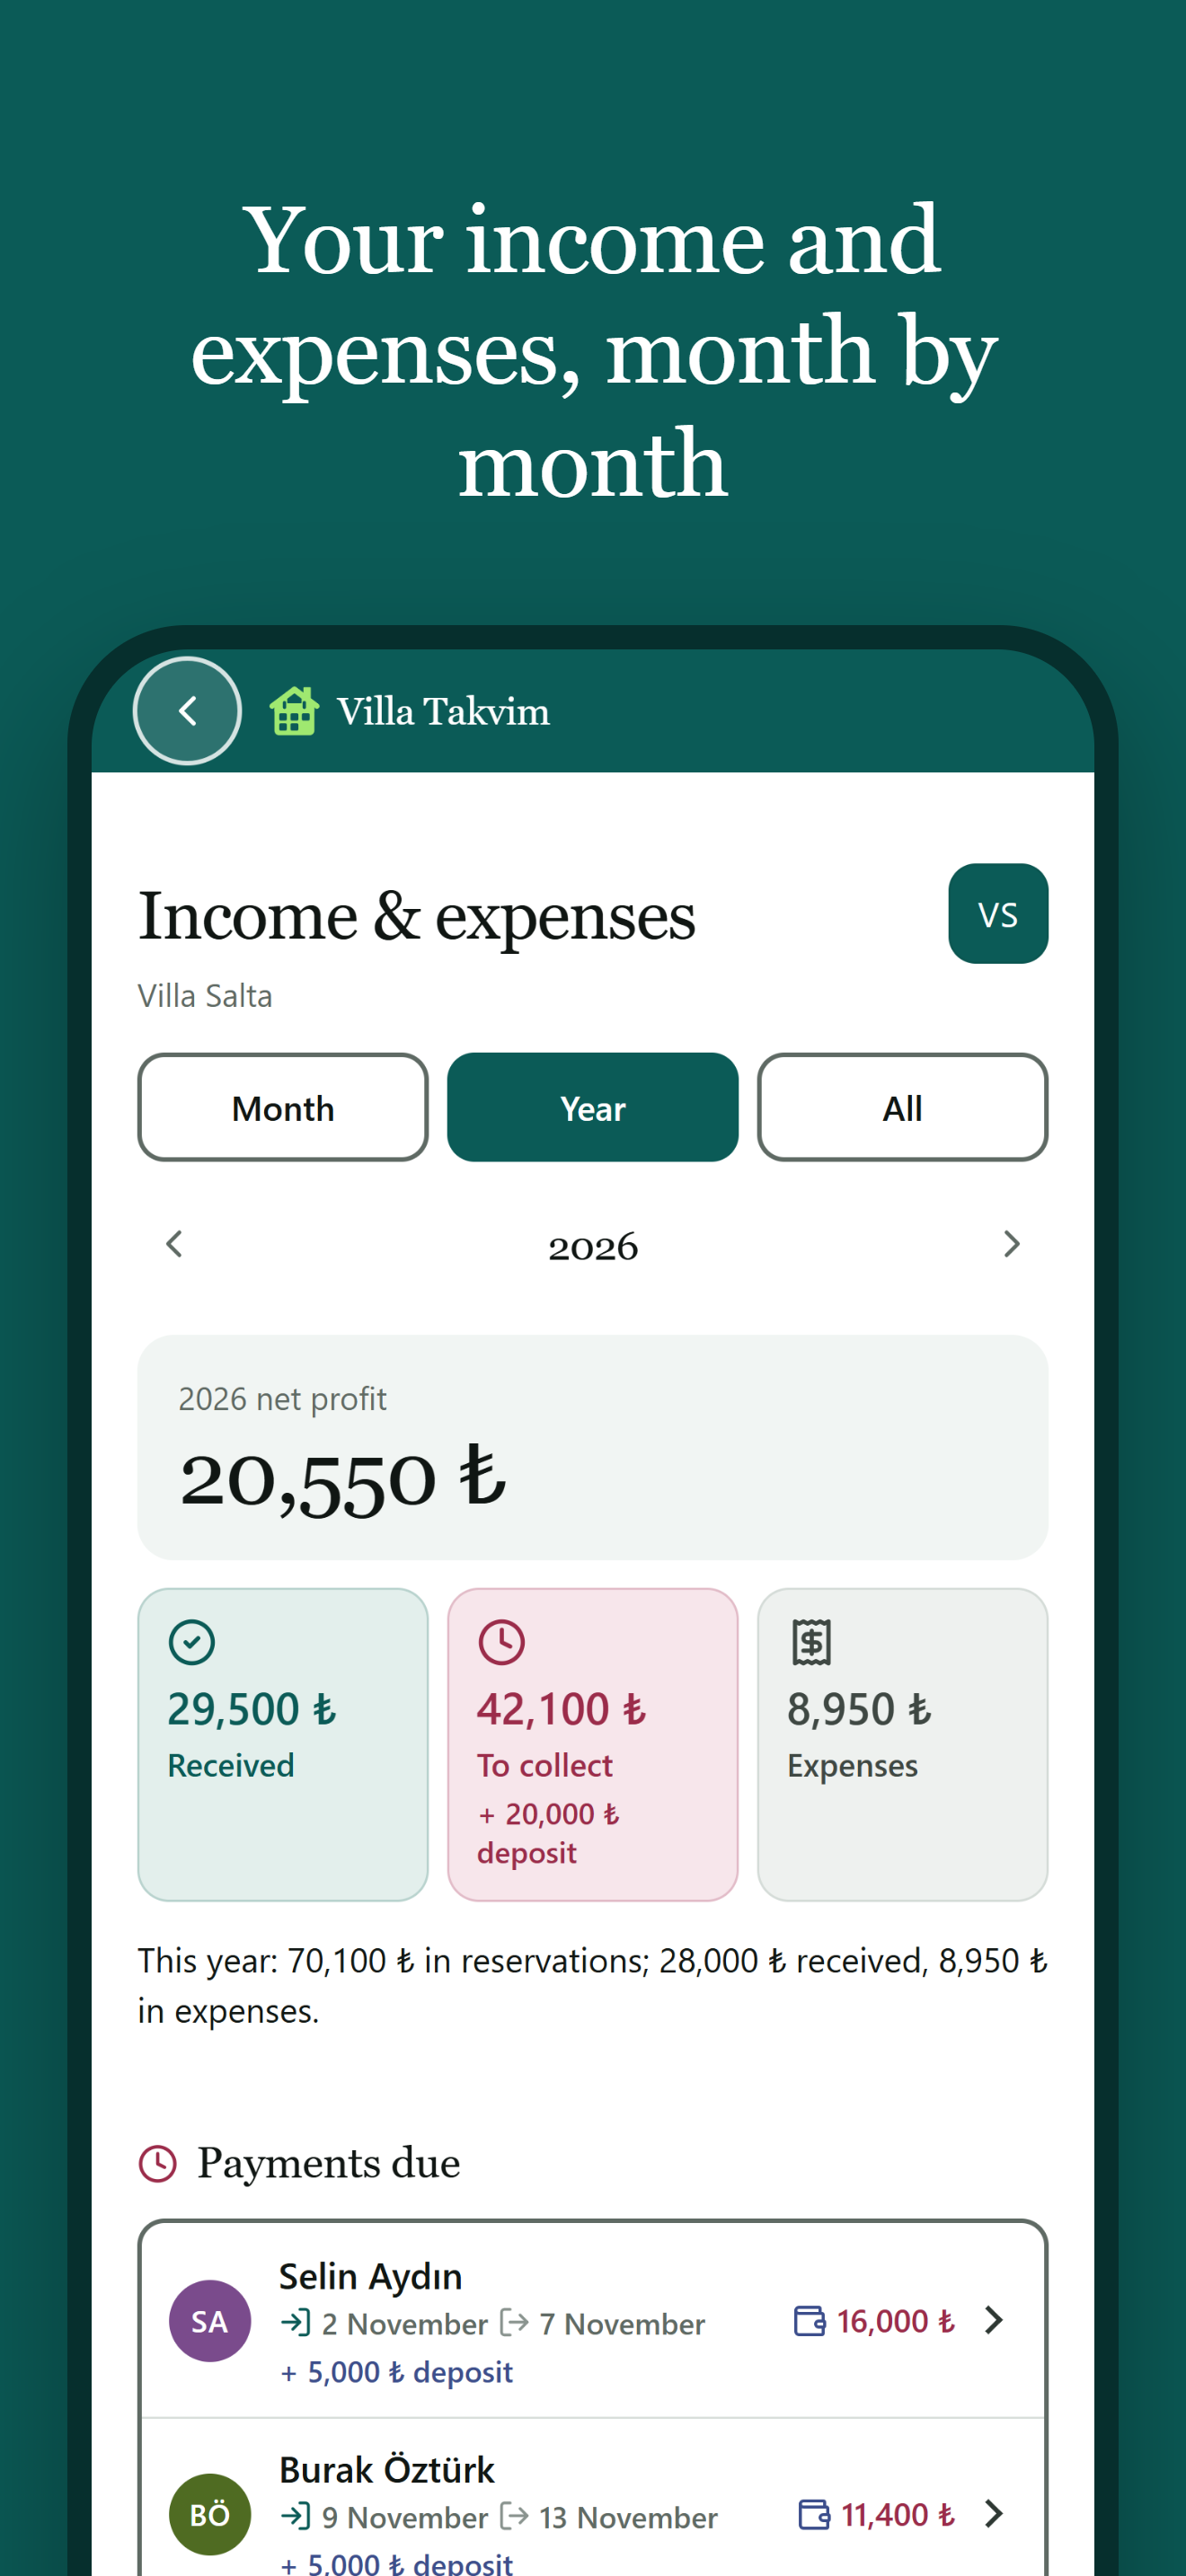 Your income and
expenses, month by
month
Villa Takvim
Income & expenses
VS
Villa Salta
Month
Year
All
2026
2026 net profit
20,550 ₺
29,500 ₺
Received
42,100 ₺
To collect
+ 20,000 ₺
deposit
8,950 ₺
Expenses
This year: 70,100 ₺ in reservations; 28,000 ₺ received, 8,950 ₺
in expenses.
Payments due
SA
Selin Aydın
2 November 7 November
+ 5,000 ₺ deposit
16,000 ₺
BÖ
Burak Öztürk
9 November 13 November
+ 5,000 ₺ deposit
11,400 ₺